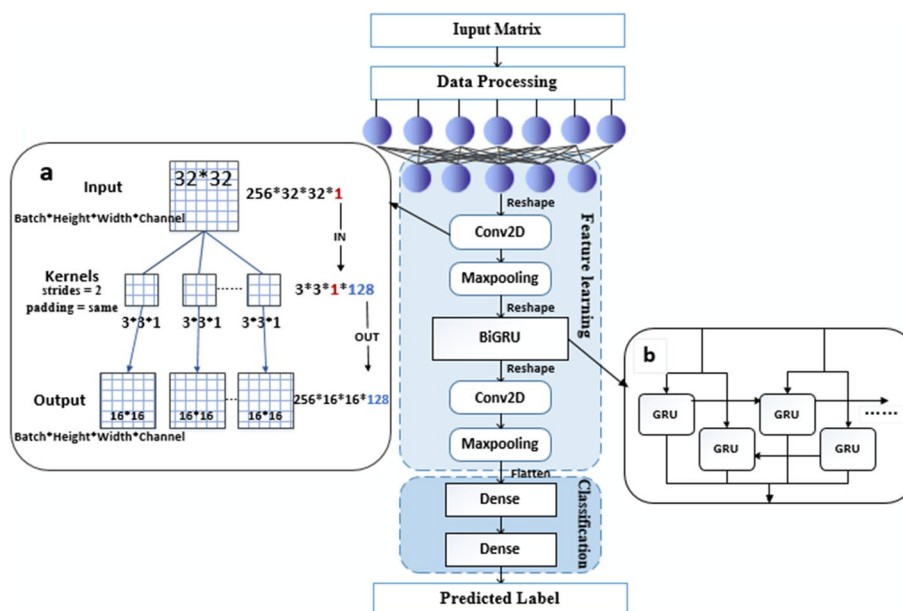 Iuput Matrix
Data Processing
a
Input
32*32
256*32*32*1
Batch*Height*Width*Channel
IN
Kernels
strides = 2
padding = same
3*3*1*128
3*3*1 3*3*1 3*3*1
OUT
Output
16*16 16*16 16*16
256*16*16*128
Batch*Height*Width*Channel
Reshape
Conv2D
Maxpooling
Reshape
BiGRU
Reshape
Conv2D
Maxpooling
Flatten
Feature learning
Dense
Dense
Classification
Predicted Label
b
GRU
GRU
GRU
GRU
......